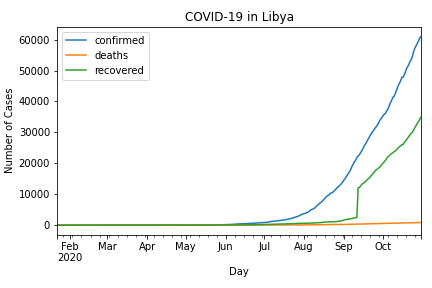 COVID-19 in Libya
confirmed
deaths
recovered
Number of Cases
60000
50000
40000
30000
20000
10000
0
Feb Mar Apr May Jun Jul Aug Sep Oct
2020
Day